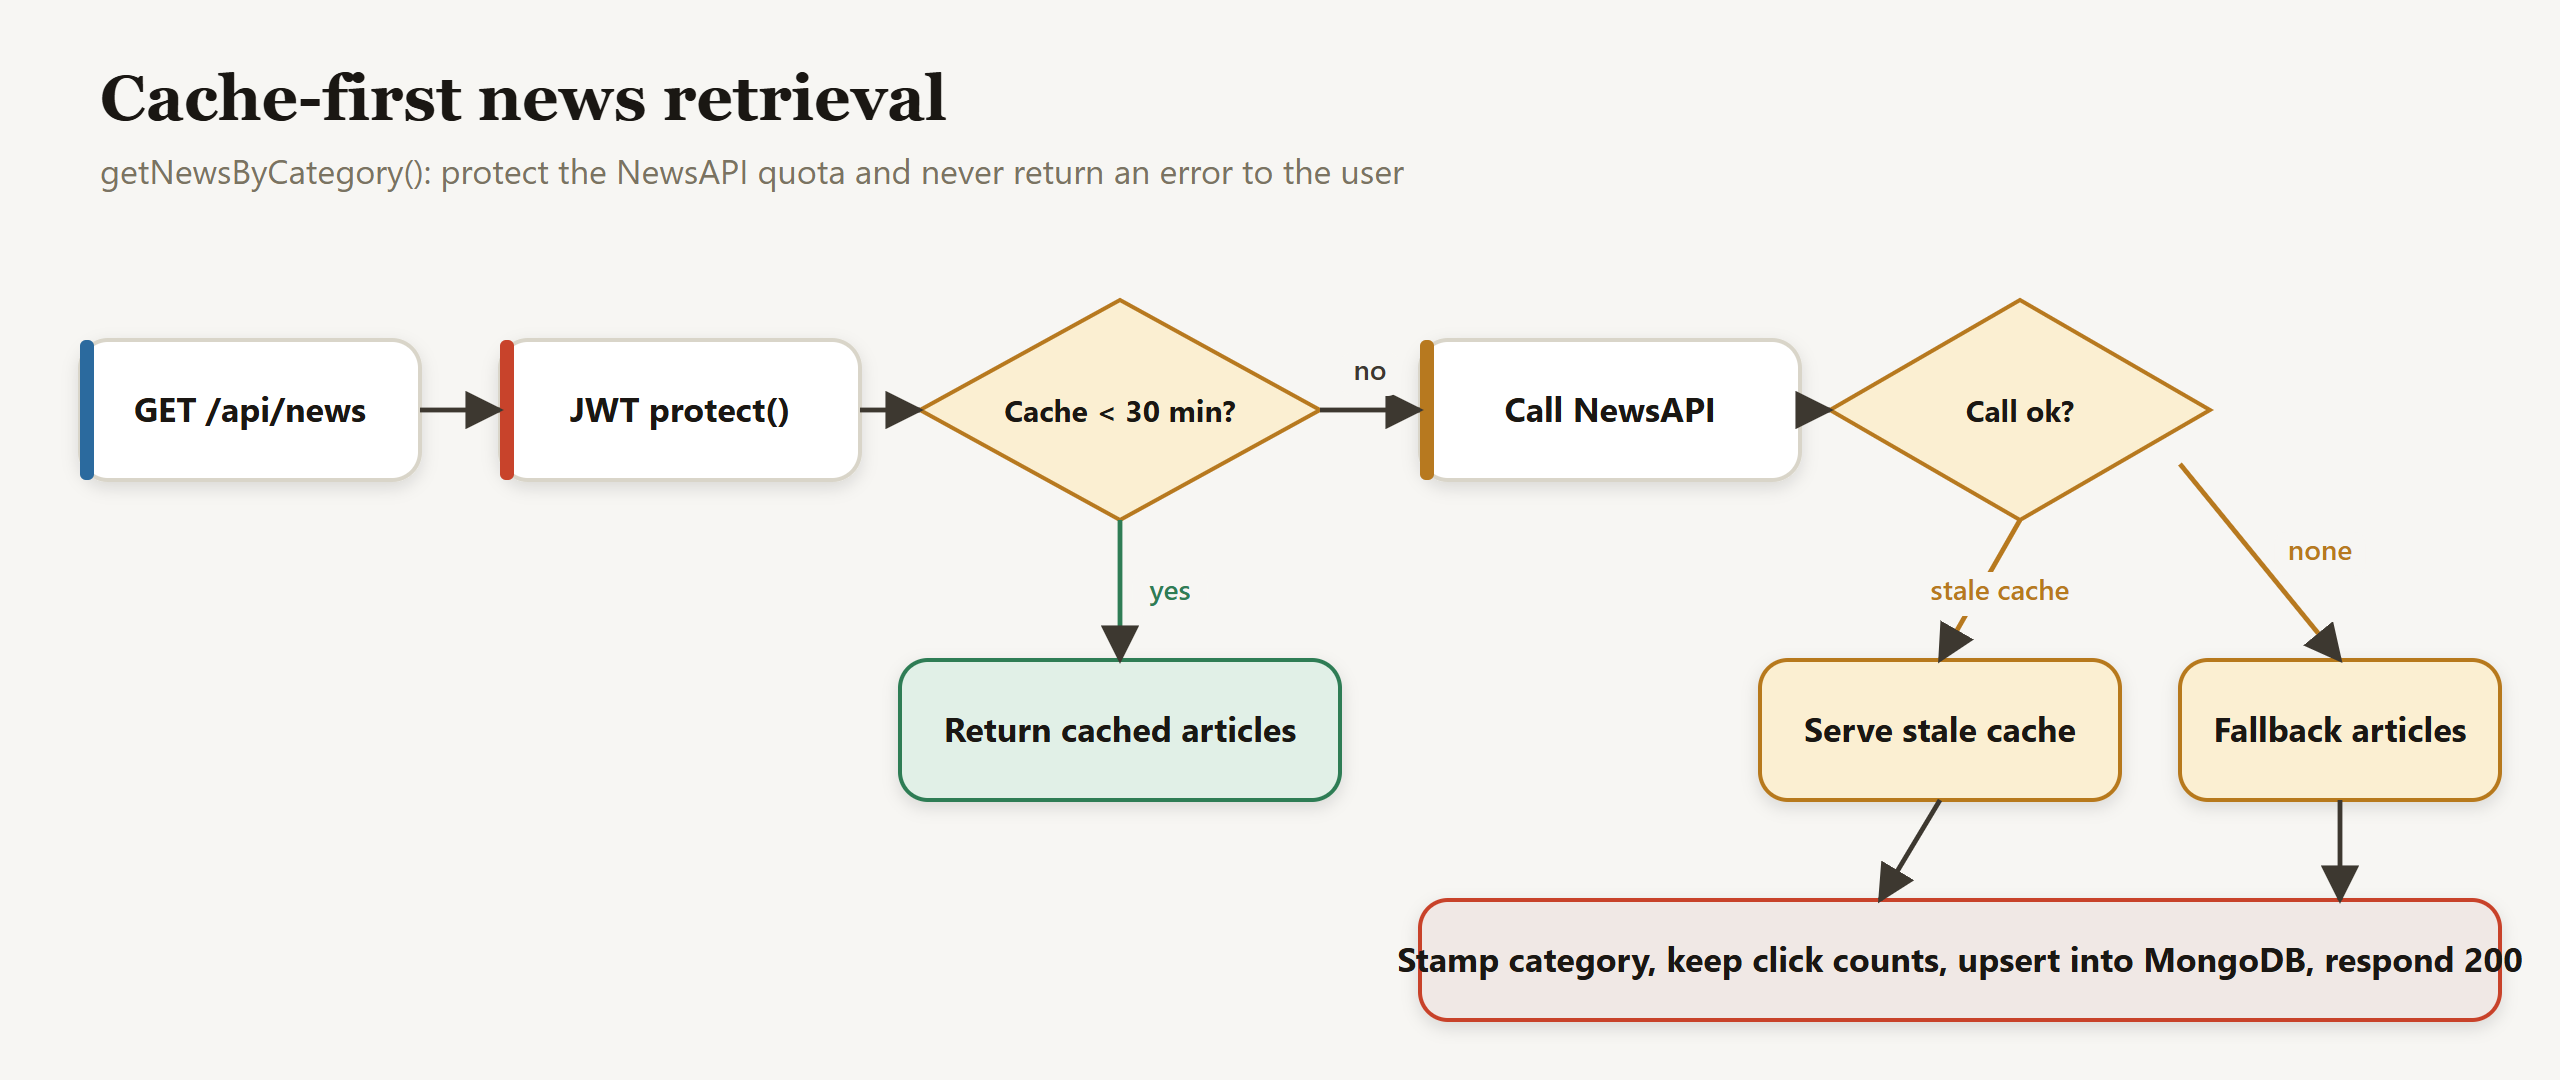 Cache-first news retrieval
getNewsByCategory(): protect the NewsAPI quota and never return an error to the user
GET /api/news
JWT protect()
Cache < 30 min?
no
Call NewsAPI
Call ok?
yes
stale cache
none
Return cached articles
Serve stale cache
Fallback articles
Stamp category, keep click counts, upsert into MongoDB, respond 200